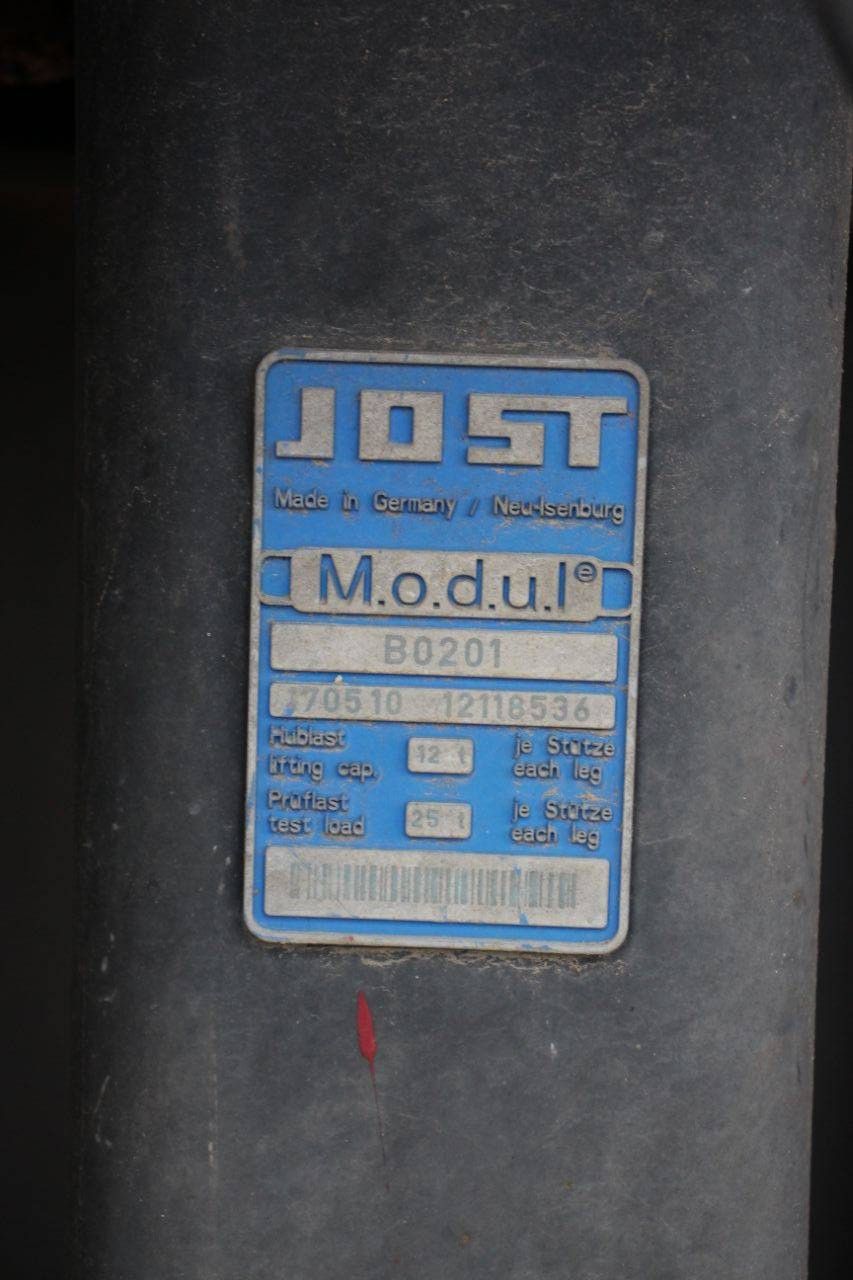 JOST
Made in Germany / Neu-Isenburg
M.o.d.u.l®
B0201
170510 12118536
Hublast
lifting cap.
12 t
je Stütze
each leg
Prüflast
test load
25 t
je Stütze
each leg